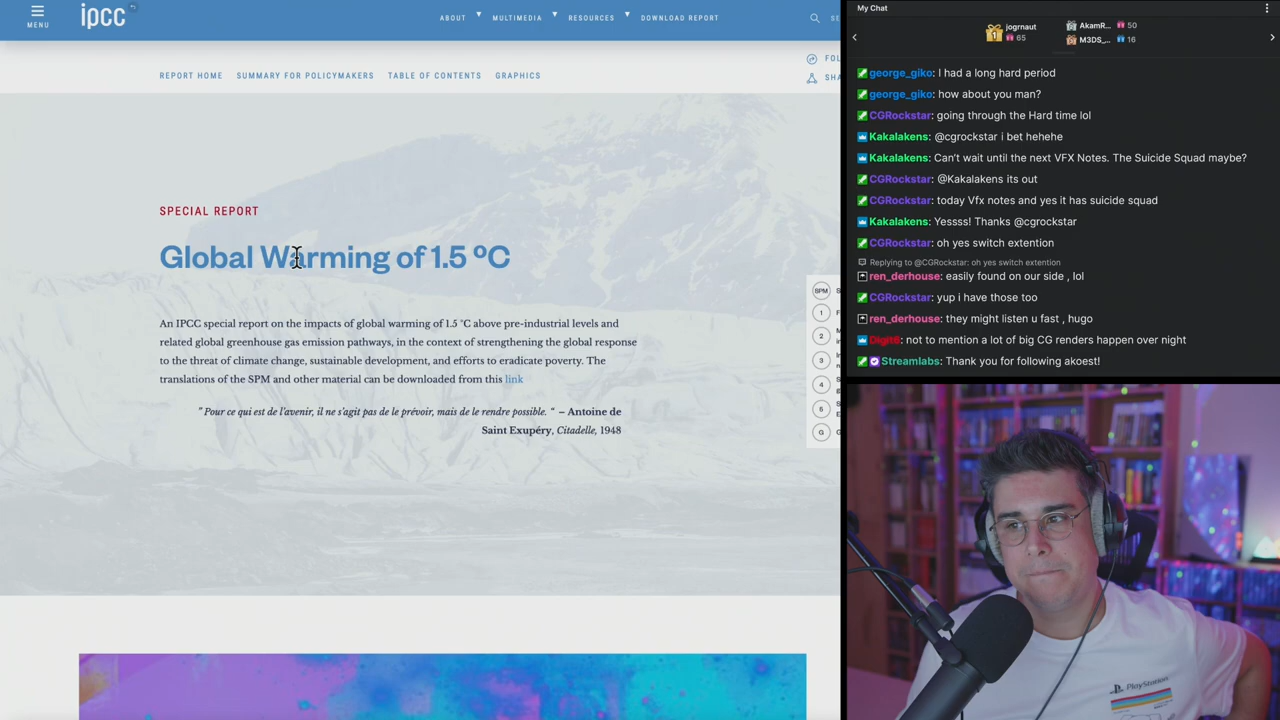 MENU
ipcc
ABOUT
MULTIMEDIA
RESOURCES
DOWNLOAD REPORT
REPORT HOME
SUMMARY FOR POLICYMAKERS
TABLE OF CONTENTS
GRAPHICS
SPECIAL REPORT
Global Warming of 1.5 ºC
An IPCC special report on the impacts of global warming of 1.5 °C above pre-industrial levels and
related global greenhouse gas emission pathways, in the context of strengthening the global response
to the threat of climate change, sustainable development, and efforts to eradicate poverty. The
translations of the SPM and other material can be downloaded from this link
" Pour ce qui est de l'avenir, il ne s'agit pas de le prévoir, mais de le rendre possible. “ – Antoine de
Saint Exupéry, Citadelle, 1948
SPM
1
2
3
4
5
G
My Chat
1
jogrnaut
65
AkamR... 50
M3DS_... 16
george_giko: I had a long hard period
george_giko: how about you man?
CGRockstar: going through the Hard time lol
Kakalakens: @cgrockstar i bet hehehe
Kakalakens: Can't wait until the next VFX Notes. The Suicide Squad maybe?
CGRockstar: @Kakalakens its out
CGRockstar: today Vfx notes and yes it has suicide squad
Kakalakens: Yessss! Thanks @cgrockstar
CGRockstar: oh yes switch extention
Replying to @CGRockstar: oh yes switch extention
ren_derhouse: easily found on our side , lol
CGRockstar: yup i have those too
ren_derhouse: they might listen u fast , hugo
Digit6: not to mention a lot of big CG renders happen over night
Streamlabs: Thank you for following akoest!
PlayStation